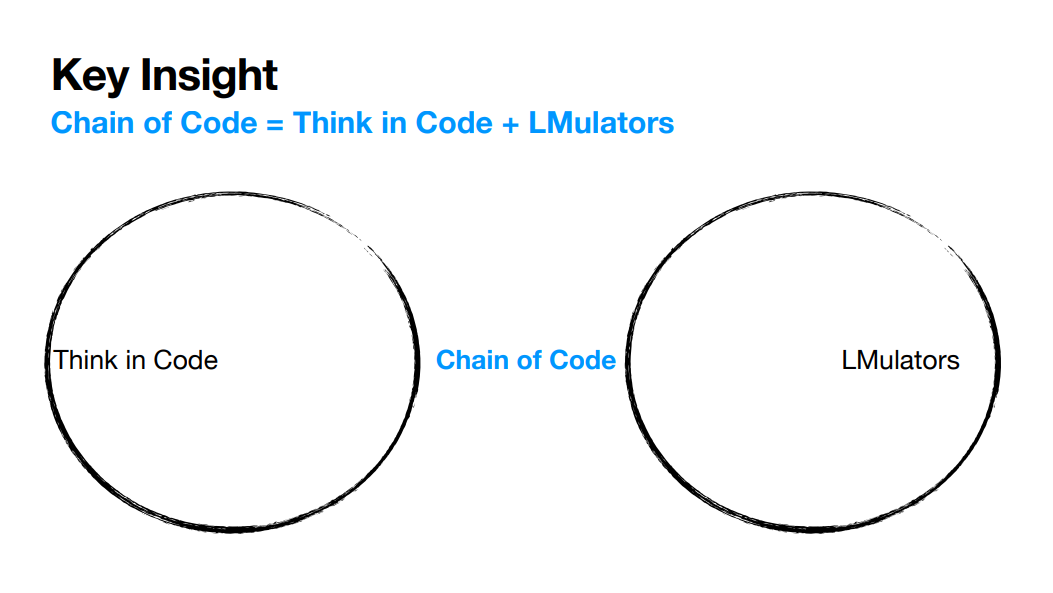 Key Insight
Chain of Code = Think in Code + LMulators
Think in Code
Chain of Code
LMulators